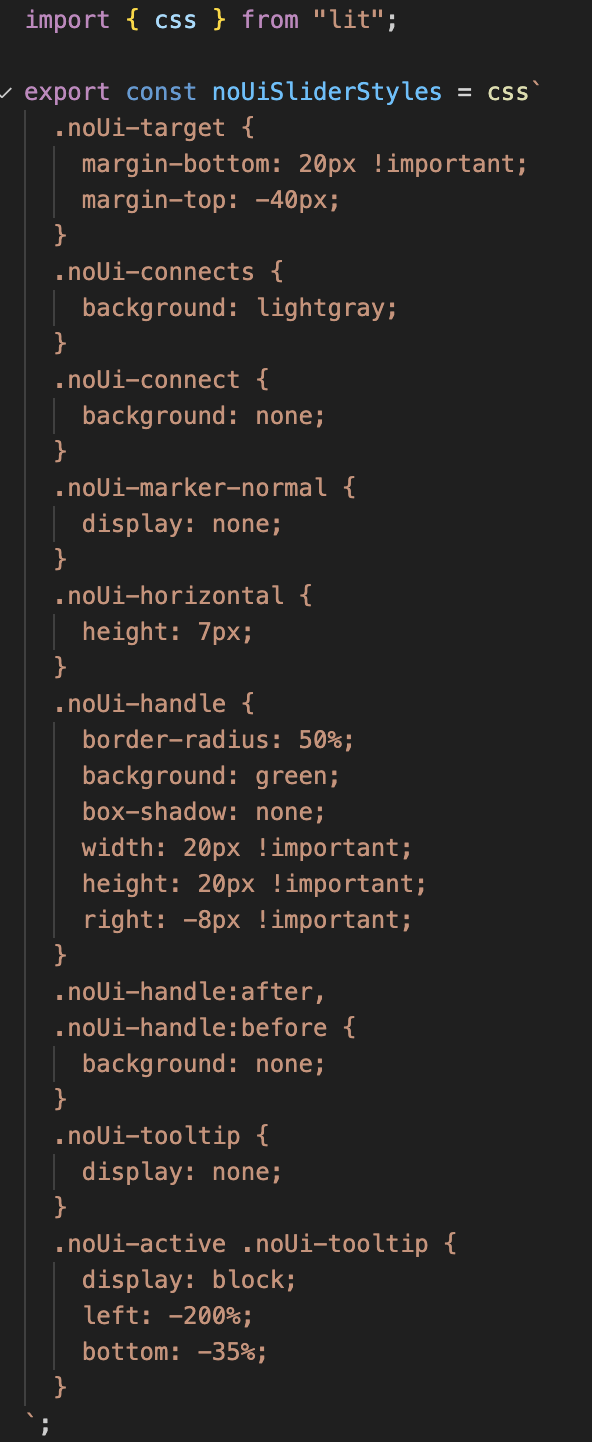 import { css } from "lit";
export const noUiSliderStyles = css`
.noUi-target {
margin-bottom: 20px !important;
margin-top: -40px;
}
.noUi-connects {
background: lightgray;
}
.noUi-connect {
background: none;
}
.noUi-marker-normal {
display: none;
}
.noUi-horizontal {
height: 7px;
}
.noUi-handle {
border-radius: 50%;
background: green;
box-shadow: none;
width: 20px !important;
height: 20px !important;
right: -8px !important;
}
.noUi-handle:after,
.noUi-handle:before {
background: none;
}
.noUi-tooltip {
display: none;
}
.noUi-active .noUi-tooltip {
display: block;
left: -200%;
bottom: -35%;
}
`;